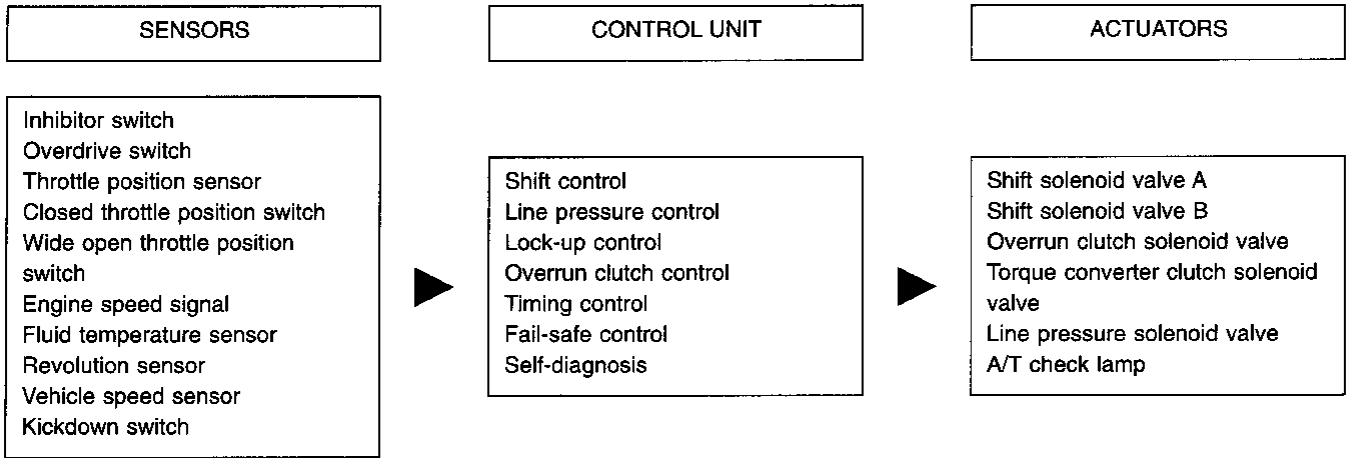 SENSORS
CONTROL UNIT
ACTUATORS
Inhibitor switch
Overdrive switch
Throttle position sensor
Closed throttle position switch
Wide open throttle position
switch
Engine speed signal
Fluid temperature sensor
Revolution sensor
Vehicle speed sensor
Kickdown switch
Shift control
Line pressure control
Lock-up control
Overrun clutch control
Timing control
Fail-safe control
Self-diagnosis
Shift solenoid valve A
Shift solenoid valve B
Overrun clutch solenoid valve
Torque converter clutch solenoid
valve
Line pressure solenoid valve
A/T check lamp